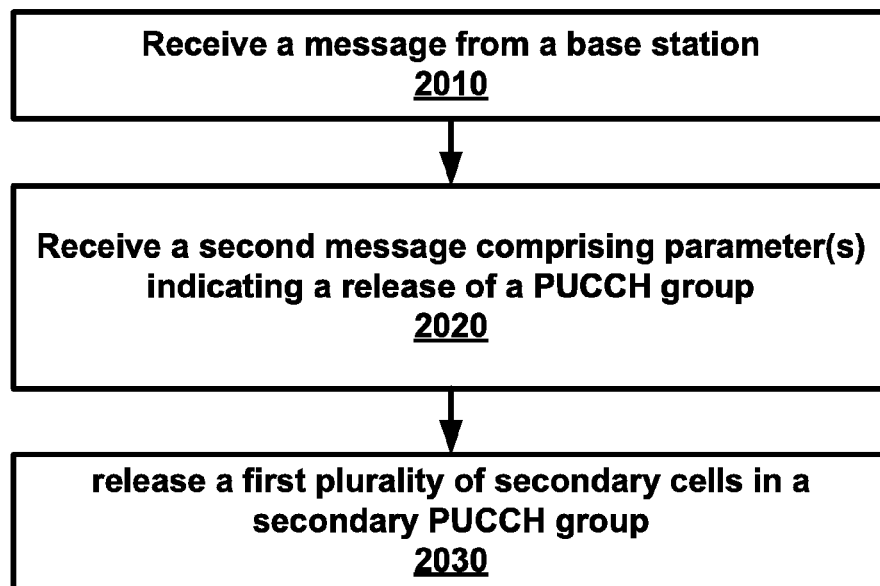 Receive a message from a base station
2010
Receive a second message comprising parameter(s)
indicating a release of a PUCCH group
2020
release a first plurality of secondary cells in a
secondary PUCCH group
2030